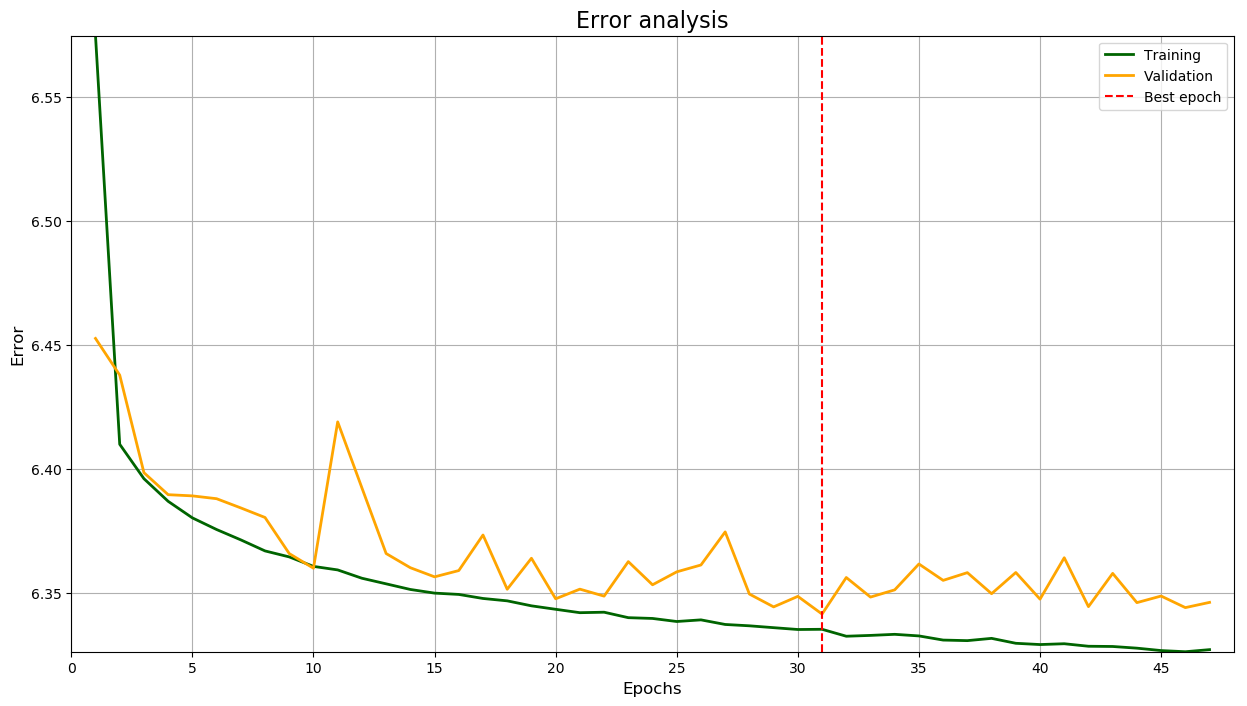 Error analysis
Training
Validation
Best epoch
6.55
6.50
6.45
6.40
6.35
Error
0 5 10 15 20 25 30 35 40 45
Epochs